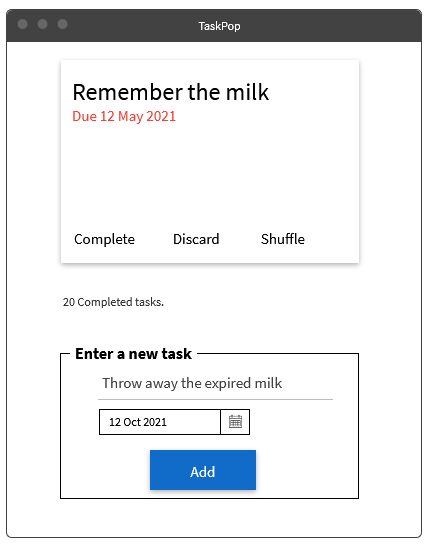 TaskPop
Remember the milk
Due 12 May 2021
Complete Discard Shuffle
20 Completed tasks.
Enter a new task
Throw away the expired milk
12 Oct 2021
Add